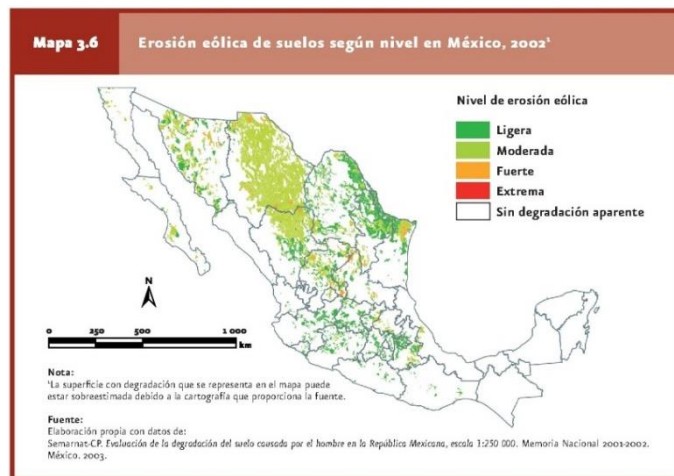 Mapa 3.6
Erosión eólica de suelos según nivel en México, 2002¹
Nivel de erosión eólica
Ligera
Moderada
Fuerte
Extrema
Sin degradación aparente
N
0 250 500 1 000
km
Nota:
¹La superficie con degradación que se representa en el mapa puede
estar sobreestimada debido a la cartografía que proporciona la fuente.
Fuente:
Elaboración propia con datos de:
Semarnat-CP. Evaluación de la degradación del suelo causada por el hombre en la República Mexicana, escala 1:250 000. Memoria Nacional 2001-2002.
México. 2003.